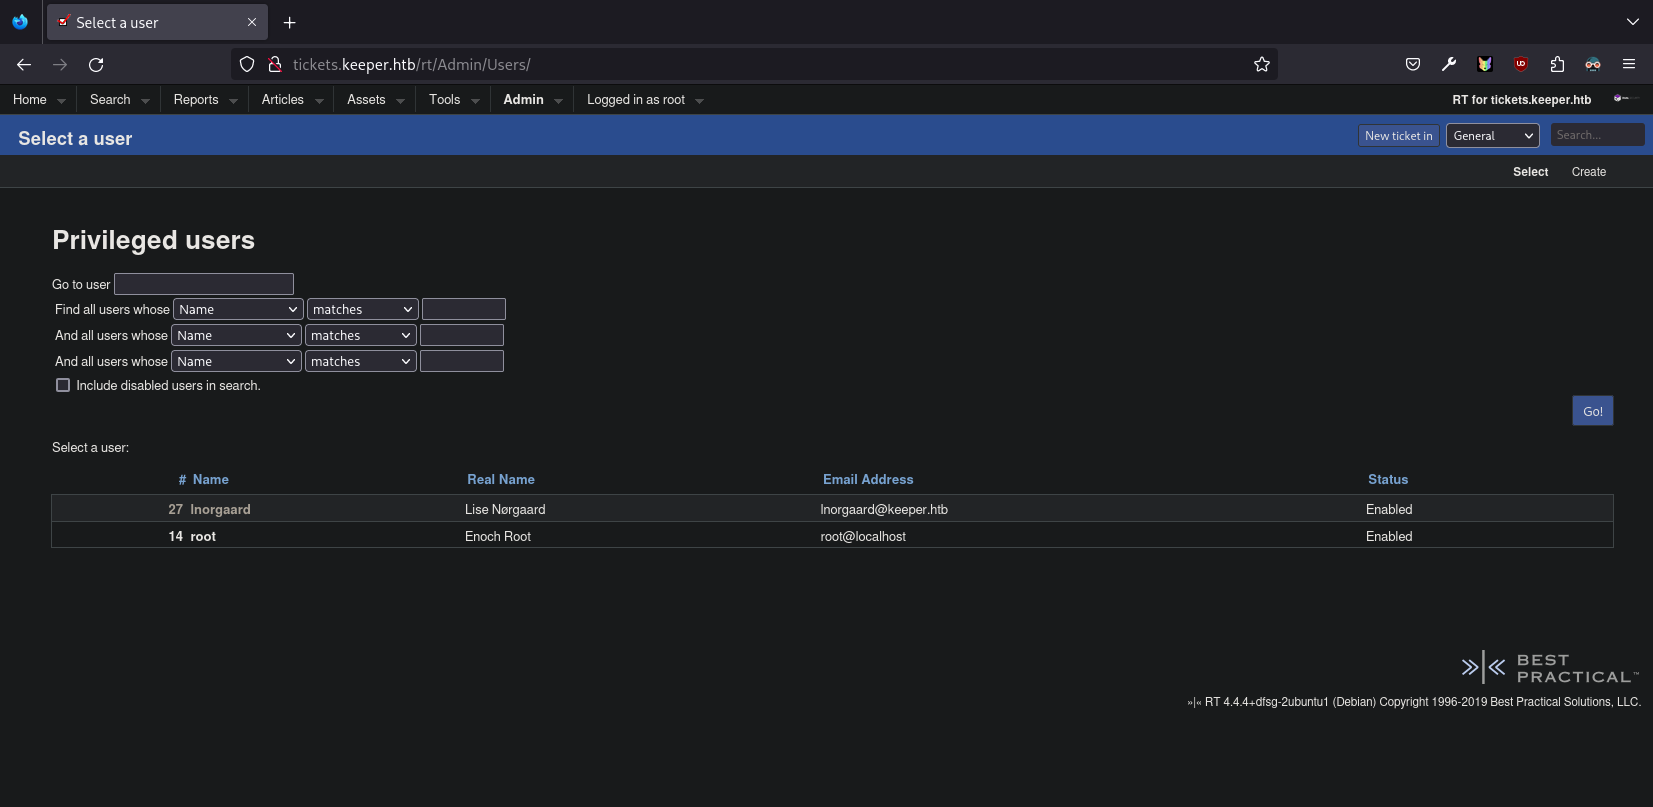 Select a user
tickets.keeper.htb/rt/Admin/Users/
Home Search Reports Articles Assets Tools Admin Logged in as root RT for tickets.keeper.htb
Select a user New ticket in General Search...
Select Create
Privileged users
Go to user
Find all users whose Name matches
And all users whose Name matches
And all users whose Name matches
Include disabled users in search.
Go!
Select a user:
# Name Real Name Email Address Status
27 lnorgaard Lise Nørgaard lnorgaard@keeper.htb Enabled
14 root Enoch Root root@localhost Enabled
»|« BEST
PRACTICAL™
»|« RT 4.4.4+dfsg-2ubuntu1 (Debian) Copyright 1996-2019 Best Practical Solutions, LLC.